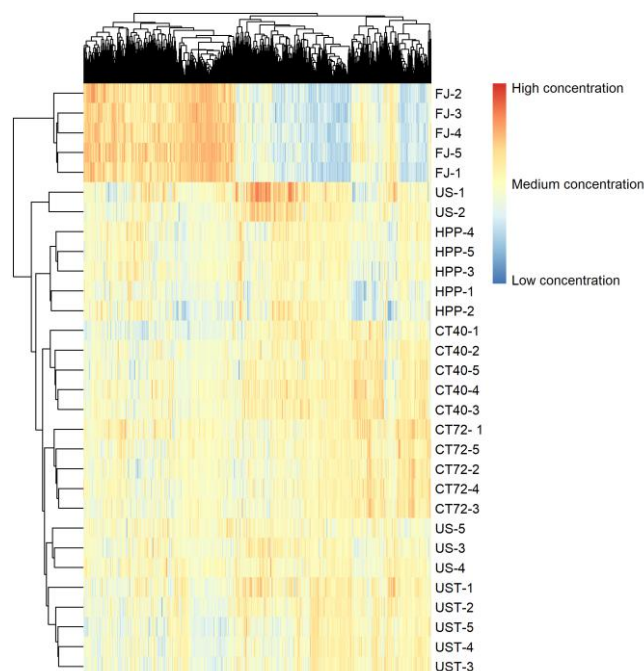 FJ-2
FJ-3
FJ-4
FJ-5
FJ-1
US-1
US-2
HPP-4
HPP-5
HPP-3
HPP-1
HPP-2
CT40-1
CT40-2
CT40-5
CT40-4
CT40-3
CT72- 1
CT72-5
CT72-2
CT72-4
CT72-3
US-5
US-3
US-4
UST-1
UST-2
UST-5
UST-4
UST-3
High concentration
Medium concentration
Low concentration